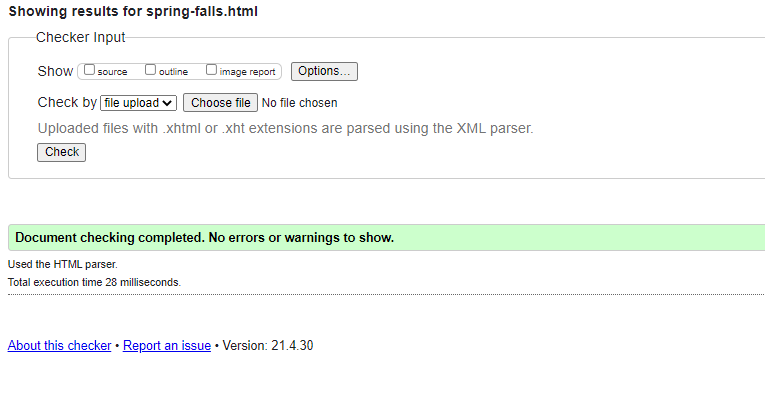 Showing results for spring-falls.html
Checker Input
Show source outline image report Options...
Check by file upload Choose file No file chosen
Uploaded files with .xhtml or .xht extensions are parsed using the XML parser.
Check
Document checking completed. No errors or warnings to show.
Used the HTML parser.
Total execution time 28 milliseconds.
About this checker • Report an issue • Version: 21.4.30